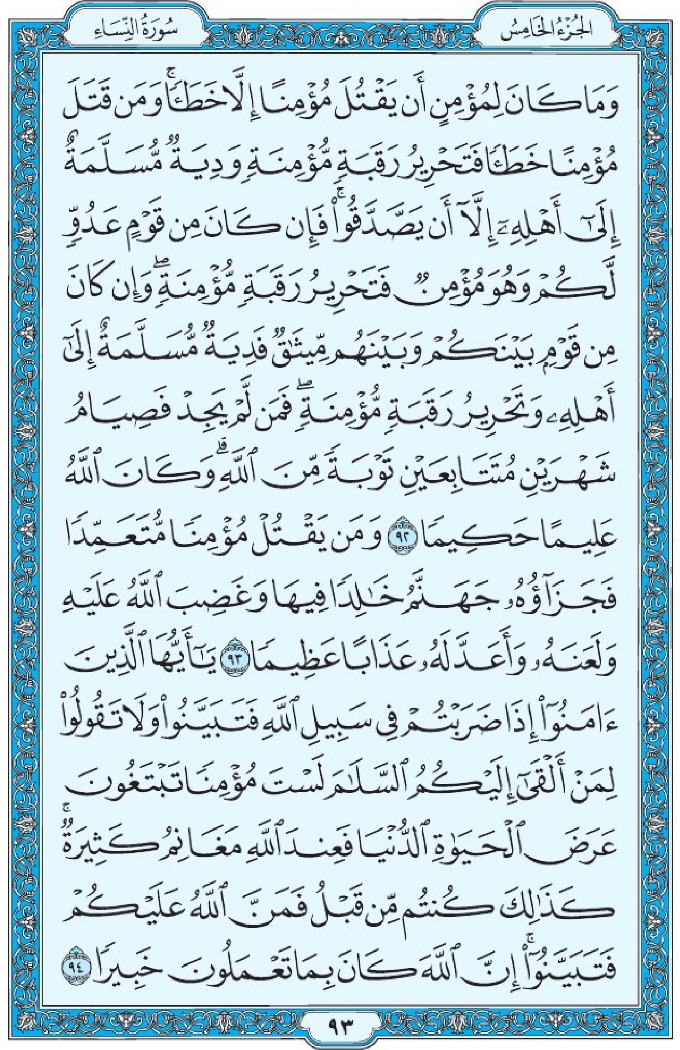 الجُزْءُ الخَامِسُ
سُورَةُ النِّسَاءِ
وَمَا كَانَ لِمُؤْمِنٍ أَن يَقْتُلَ مُؤْمِنًا إِلَّا خَطَـٔٗاۚ وَمَن قَتَلَ
مُؤْمِنًا خَطَـٔٗا فَتَحْرِيرُ رَقَبَةٖ مُّؤْمِنَةٖ وَدِيَةٞ مُّسَلَّمَةٌ
إِلَىٰٓ أَهْلِهِۦٓ إِلَّآ أَن يَصَّدَّقُواْۚ فَإِن كَانَ مِن قَوْمٍ عَدُوّٖ
لَّكُمْ وَهُوَ مُؤْمِنٞ فَتَحْرِيرُ رَقَبَةٖ مُّؤْمِنَةٖۖ وَإِن كَانَ
مِن قَوْمِۭ بَيْنَكُمْ وَبَيْنَهُم مِّيثَٰقٞ فَدِيَةٞ مُّسَلَّمَةٌ إِلَىٰٓ
أَهْلِهِۦ وَتَحْرِيرُ رَقَبَةٖ مُّؤْمِنَةٖۖ فَمَن لَّمْ يَجِدْ فَصِيَامُ
شَهْرَيْنِ مُتَتَابِعَيْنِ تَوْبَةٗ مِّنَ ٱللَّهِۗ وَكَانَ ٱللَّهُ
عَلِيمًا حَكِيمٗا ٩٢ وَمَن يَقْتُلْ مُؤْمِنٗا مُّتَعَمِّدٗا
فَجَزَآؤُهُۥ جَهَنَّمُ خَٰلِدٗا فِيهَا وَغَضِبَ ٱللَّهُ عَلَيْهِ
وَلَعَنَهُۥ وَأَعَدَّ لَهُۥ عَذَابًا عَظِيمٗا ٩٣ يَٰٓأَيُّهَا ٱلَّذِينَ
ءَامَنُوٓاْ إِذَا ضَرَبْتُمْ فِي سَبِيلِ ٱللَّهِ فَتَبَيَّنُواْ وَلَا تَقُولُواْ
لِمَنْ أَلْقَىٰٓ إِلَيْكُمُ ٱلسَّلَٰمَ لَسْتَ مُؤْمِنٗا تَبْتَغُونَ
عَرَضَ ٱلْحَيَوٰةِ ٱلدُّنْيَا فَعِندَ ٱللَّهِ مَغَانِمُ كَثِيرَةٞۚ
كَذَٰلِكَ كُنتُم مِّن قَبْلُ فَمَنَّ ٱللَّهُ عَلَيْكُمْ
فَتَبَيَّنُوٓاْۚ إِنَّ ٱللَّهَ كَانَ بِمَا تَعْمَلُونَ خَبِيرٗا ٩٤
٩٣